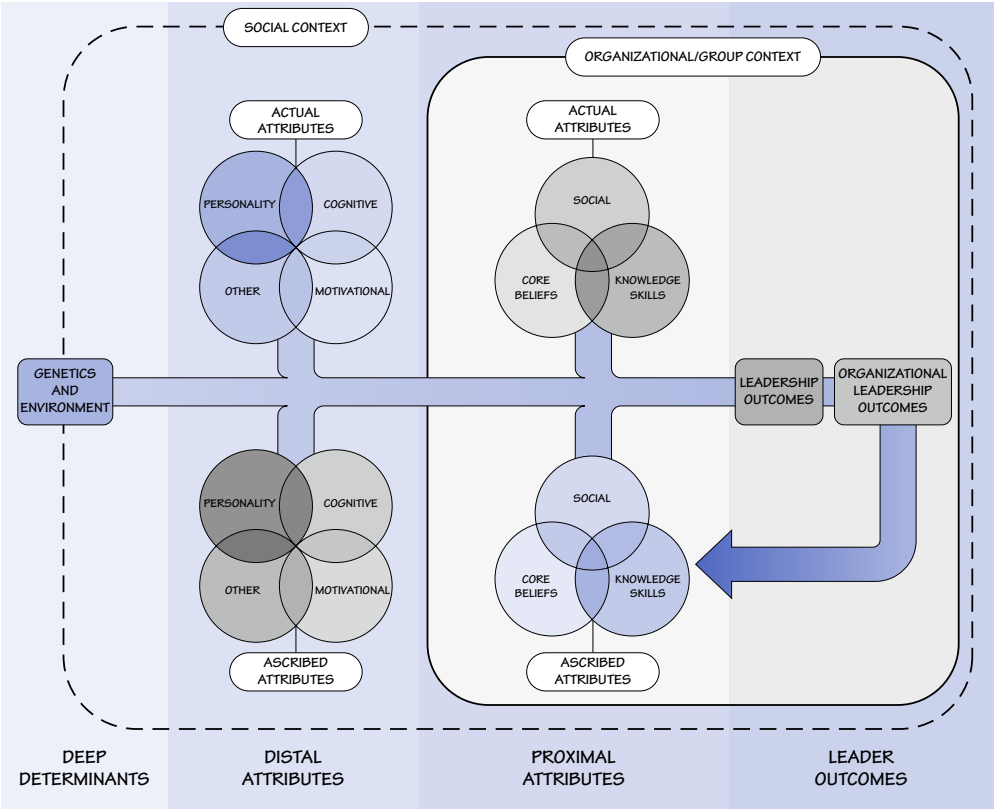 SOCIAL CONTEXT
ORGANIZATIONAL/GROUP CONTEXT
ACTUAL
ATTRIBUTES
PERSONALITY
COGNITIVE
OTHER
MOTIVATIONAL
ACTUAL
ATTRIBUTES
SOCIAL
CORE
BELIEFS
KNOWLEDGE
SKILLS
GENETICS
AND
ENVIRONMENT
LEADERSHIP
OUTCOMES
ORGANIZATIONAL
LEADERSHIP
OUTCOMES
PERSONALITY
COGNITIVE
OTHER
MOTIVATIONAL
ASCRIBED
ATTRIBUTES
SOCIAL
CORE
BELIEFS
KNOWLEDGE
SKILLS
ASCRIBED
ATTRIBUTES
DEEP
DETERMINANTS
DISTAL
ATTRIBUTES
PROXIMAL
ATTRIBUTES
LEADER
OUTCOMES